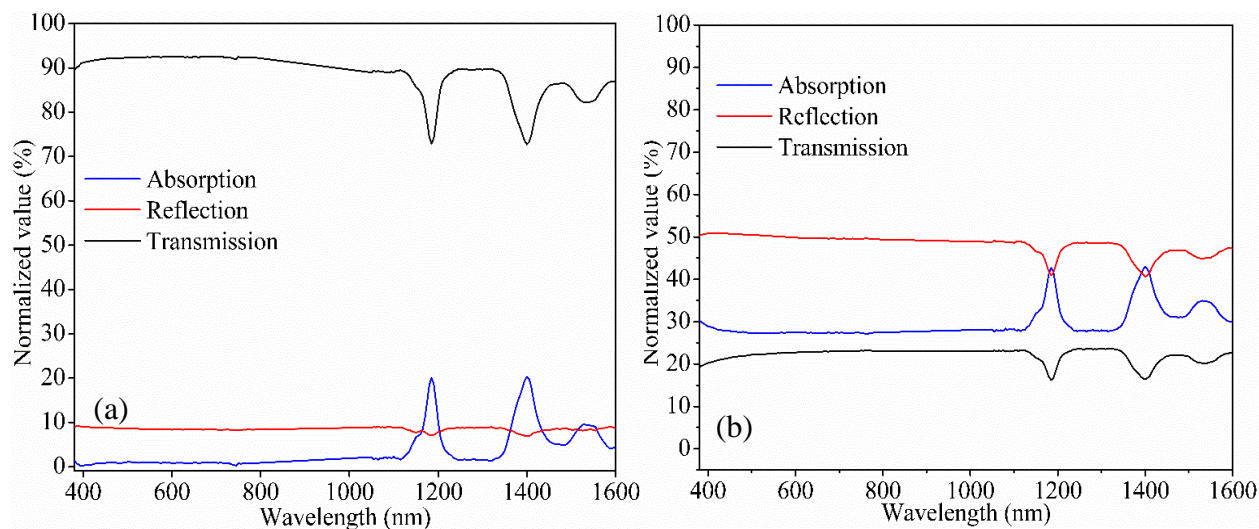 100
90
80
70
60
50
40
30
20
10
0
Normalized value (%)
Absorption
Reflection
Transmission
(a)
400 600 800 1000 1200 1400 1600
Wavelength (nm)
100
90
80
70
60
50
40
30
20
10
0
Normalized value (%)
Absorption
Reflection
Transmission
(b)
400 600 800 1000 1200 1400 1600
Wavelength (nm)